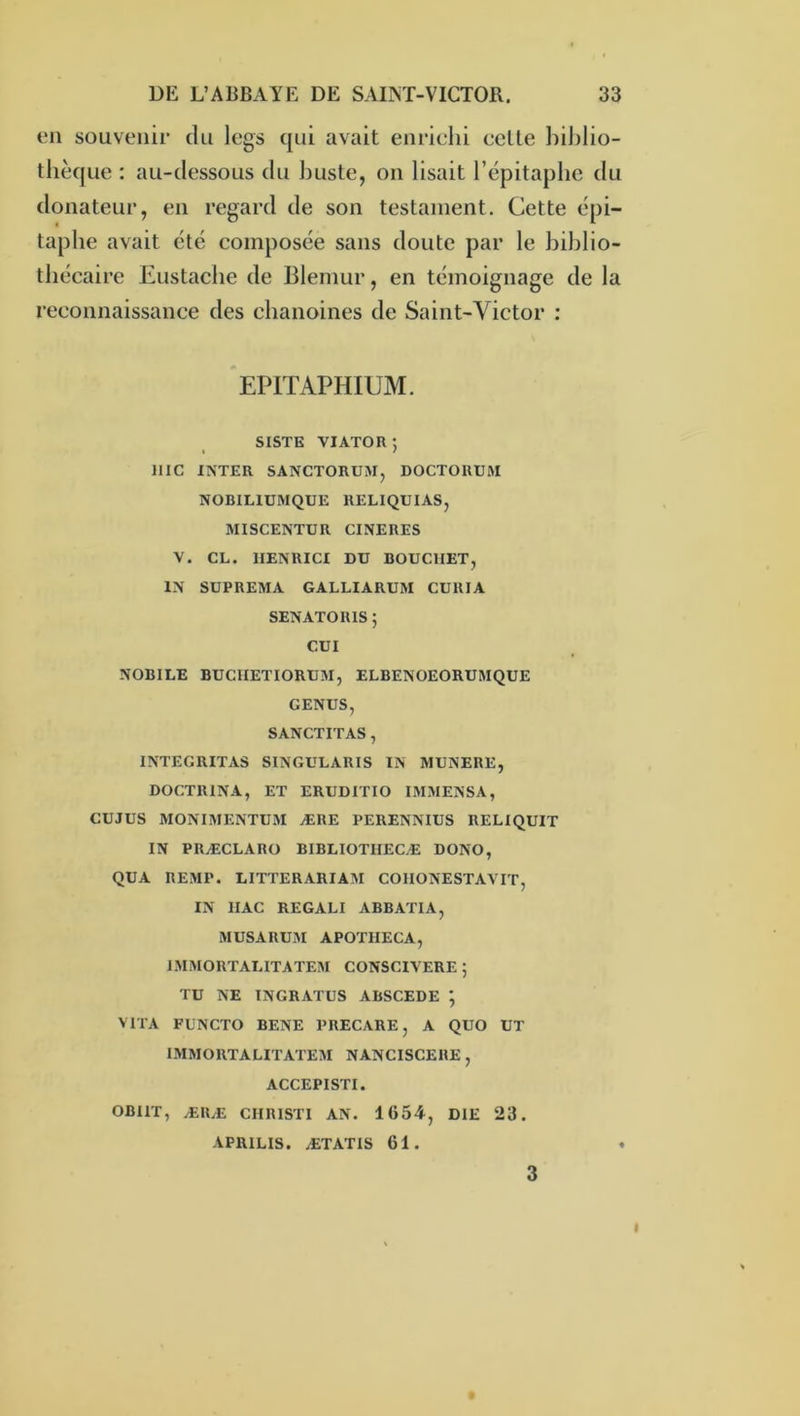 DE L'ABBAYE DE SAINT-VICTOR. 33
en souvenir du legs qui avait enrichi cette biblio-
thèque : au-dessous du buste, on lisait l'épitaphe du
donateur, en regard de son testament. Cette épi-
taphe avait été composée sans doute par le biblio-
thécaire Eustache de Blemur, en témoignage de la
reconnaissance des chanoines de Saint-Victor :
EPITAPHIUM.
SISTE VIATOR ;
HIC INTER SANCTORUM, DOCTORUM
NOBILIUMQUE RELIQUIAS,
MISCENTUR CINERES
V. CL. HENRICI DU BOUCHET,
IN SUPREMA GALLIARUM CURIA
SENATORIS ;
CUI
NOBILE BUCHETIORUM, ELBENOEORUMQUE
GENUS,
SANCTITAS,
INTEGRITAS SINGULARIS IN MUNERE,
DOCTRINA, ET ERUDITIO IMMENSA,
CUJUS MONIMENTUM ÆRE PERENNIUS RELIQUIT
IN PRÆCLARO BIBLIOTHECÆ DONO,
QUA REMP. LITTERARIAM COHONESTAVIT,
IN HAC REGALI ABBATIA,
MUSARUM APOTHECA,
IMMORTALITATEM CONSCIVERE ;
TU NE INGRATUS ABSCEDE ;
VITA FUNCTO BENE PRECARE, A QUO UT
IMMORTALITATEM NANCISCERE,
ACCEPISTI.
OBIIT, ÆRÆ CHRISTI AN. 1654, DIE 23.
APRILIS. ÆTATIS 61.
3